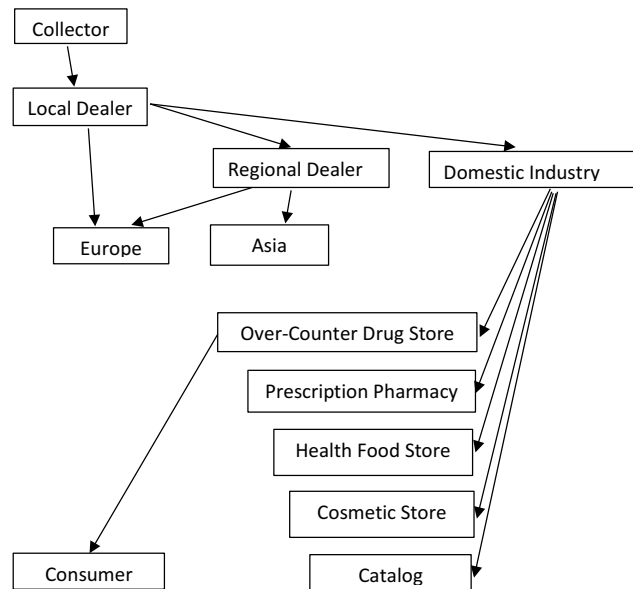 Collector
Local Dealer
Regional Dealer
Domestic Industry
Europe
Asia
Over-Counter Drug Store
Prescription Pharmacy
Health Food Store
Cosmetic Store
Consumer
Catalog